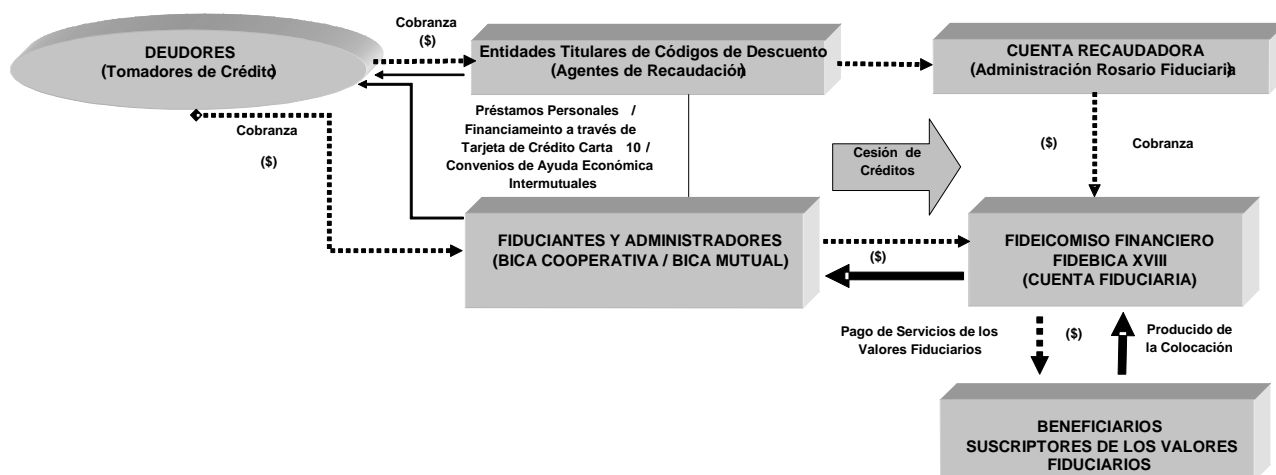 DEUDORES
(Tomadores de Crédito)
Cobranza
($)
Entidades Titulares de Códigos de Descuento
(Agentes de Recaudación)
CUENTA RECAUDADORA
(Administración Rosario Fiduciaria)
Cobranza
($)
Préstamos Personales /
Financiameinto a través de
Tarjeta de Crédito Carta 10 /
Convenios de Ayuda Económica
Intermutuales
Cesión de
Créditos
($)
Cobranza
FIDUCIANTES Y ADMINISTRADORES
(BICA COOPERATIVA / BICA MUTUAL)
($)
FIDEICOMISO FINANCIERO
FIDEBICA XVIII
(CUENTA FIDUCIARIA)
Pago de Servicios de los
Valores Fiduciarios
($)
Producido de
la Colocación
BENEFICIARIOS
SUSCRIPTORES DE LOS VALORES
FIDUCIARIOS